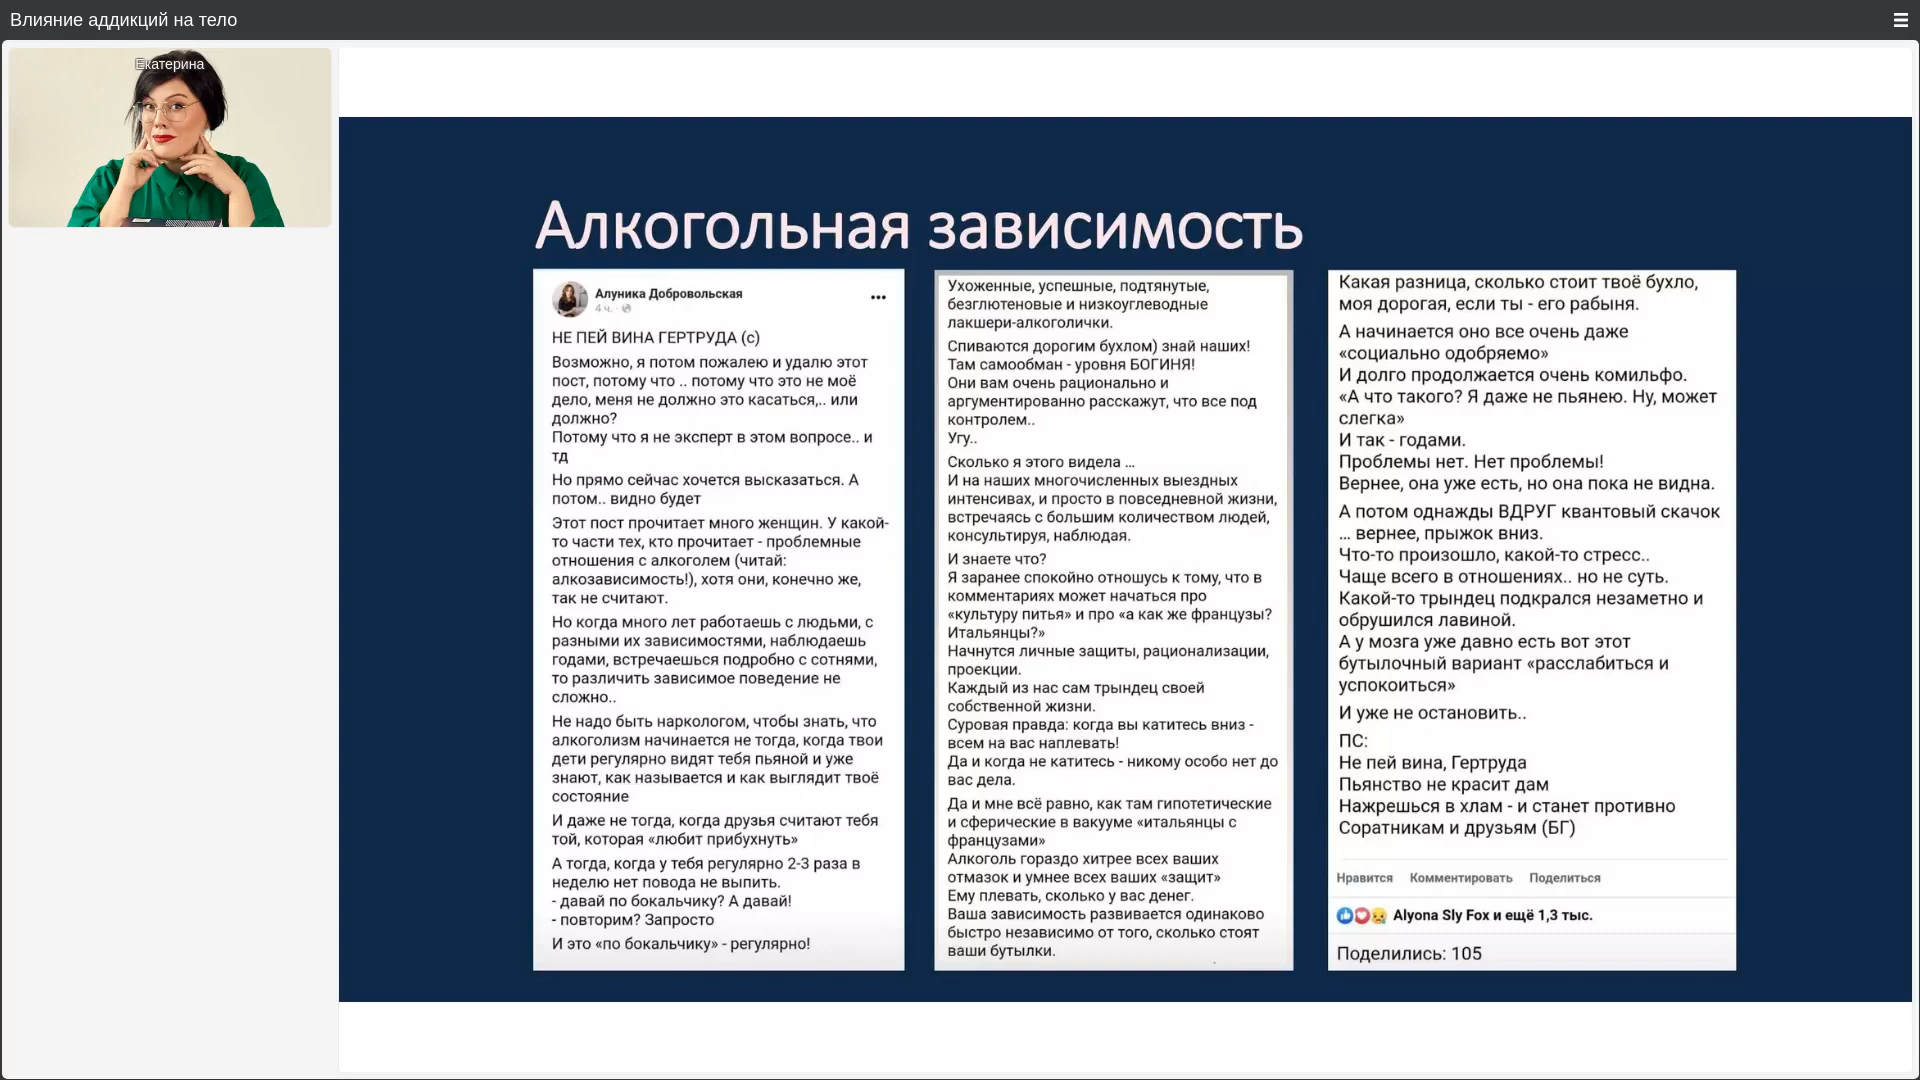 Влияние аддикций на тело
Екатерина
Алкогольная зависимость
Алуника Добровольская
4 ч. ·
НЕ ПЕЙ ВИНА ГЕРТРУДА (с)
Возможно, я потом пожалею и удалю этот
пост, потому что .. потому что это не моё
дело, меня не должно это касаться,.. или
должно?
Потому что я не эксперт в этом вопросе.. и
тд
Но прямо сейчас хочется высказаться. А
потом.. видно будет
Этот пост прочитает много женщин. У какой-
то части тех, кто прочитает - проблемные
отношения с алкоголем (читай:
алкозависимость!), хотя они, конечно же,
так не считают.
Но когда много лет работаешь с людьми, с
разными их зависимостями, наблюдаешь
годами, встречаешься подробно с сотнями,
то различить зависимое поведение не
сложно..
Не надо быть наркологом, чтобы знать, что
алкоголизм начинается не тогда, когда твои
дети регулярно видят тебя пьяной и уже
знают, как называется и как выглядит твоё
состояние
И даже не тогда, когда друзья считают тебя
той, которая «любит прибухнуть»
А тогда, когда у тебя регулярно 2-3 раза в
неделю нет повода не выпить.
- давай по бокальчику? А давай!
- повторим? Запросто
И это «по бокальчику» - регулярно!
Ухоженные, успешные, подтянутые,
безглютеновые и низкоуглеводные
лакшери-алкоголички.
Спиваются дорогим бухлом) знай наших!
Там самообман - уровня БОГИНЯ!
Они вам очень рационально и
аргументированно расскажут, что все под
контролем..
Угу..
Сколько я этого видела ...
И на наших многочисленных выездных
интенсивах, и просто в повседневной жизни,
встречаясь с большим количеством людей,
консультируя, наблюдая.
И знаете что?
Я заранее спокойно отношусь к тому, что в
комментариях может начаться про
«культуру питья» и про «а как же французы?
Итальянцы?»
Начнутся личные защиты, рационализации,
проекции.
Каждый из нас сам трындец своей
собственной жизни.
Суровая правда: когда вы катитесь вниз -
всем на вас наплевать!
Да и когда не катитесь - никому особо нет до
вас дела.
Да и мне всё равно, как там гипотетические
и сферические в вакууме «итальянцы с
французами»
Алкоголь гораздо хитрее всех ваших
отмазок и умнее всех ваших «защит»
Ему плевать, сколько у вас денег.
Ваша зависимость развивается одинаково
быстро независимо от того, сколько стоят
ваши бутылки.
Какая разница, сколько стоит твоё бухло,
моя дорогая, если ты - его рабыня.
А начинается оно все очень даже
«социально одобряемо»
И долго продолжается очень комильфо.
«А что такого? Я даже не пьянею. Ну, может
слегка»
И так - годами.
Проблемы нет. Нет проблемы!
Вернее, она уже есть, но она пока не видна.
А потом однажды ВДРУГ квантовый скачок
... вернее, прыжок вниз.
Что-то произошло, какой-то стресс..
Чаще всего в отношениях.. но не суть.
Какой-то трындец подкрался незаметно и
обрушился лавиной.
А у мозга уже давно есть вот этот
бутылочный вариант «расслабиться и
успокоиться»
И уже не остановить..
ПС:
Не пей вина, Гертруда
Пьянство не красит дам
Нажрешься в хлам - и станет противно
Соратникам и друзьям (БГ)
Нравится Комментировать Поделиться
Alyona Sly Fox и ещё 1,3 тыс.
Поделились: 105